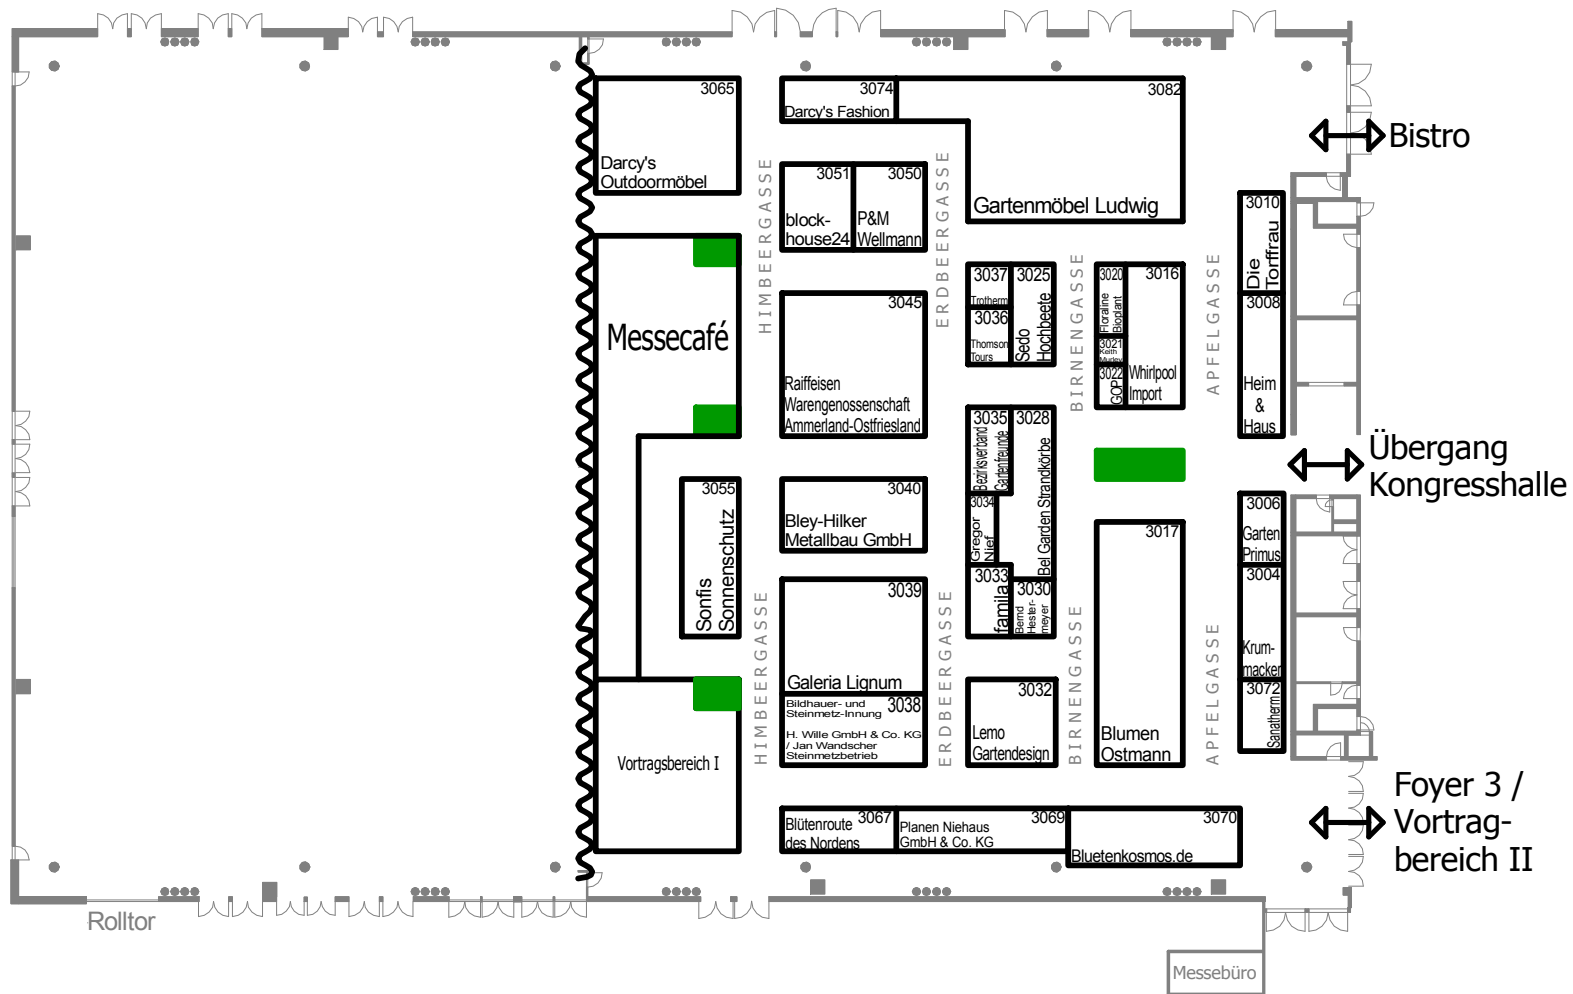 3065
Darcy's
Outdoormöbel
3074
Darcy's Fashion
3082
Gartenmöbel Ludwig
Bistro
HIMBEERGASSE
3051
block-
house24
3050
P&M
Wellmann
ERDBEERGASSE
3010
Die
Torffrau
Messecafé
3045
Raiffeisen
Warengenossenschaft
Ammerland-Ostfriesland
3037
Trotherm
3036
Thomson
Tours
3025
Sedo
Hochbeete
BIRNENGASSE
3020
Floraline
Bioplant
3021
Keith
Murley
3022
GOP
3016
Whirlpool
Import
APFELGASSE
3008
Heim
&
Haus
3035
Bezirksverband
Gartenfreunde
3028
Bel Garden Strandkörbe
3034
Gregor
Nief
3033
famila
3030
Bernd
Hester-
meyer
Übergang
Kongresshalle
3055
Sonfis
Sonnenschutz
3040
Bley-Hilker
Metallbau GmbH
3017
Blumen
Ostmann
3006
Garten
Primus
3004
Krum-
macker
3072
Sanatherm
HIMBEERGASSE
3039
Galeria Lignum
ERDBEERGASSE
BIRNENGASSE
APFELGASSE
Bildhauer- und
Steinmetz-Innung
3038
H. Wille GmbH & Co. KG
/ Jan Wandscher
Steinmetzbetrieb
3032
Lemo
Gartendesign
Vortragsbereich I
3067
Blütenroute
des Nordens
3069
Planen Niehaus
GmbH & Co. KG
3070
Bluetenkosmos.de
Foyer 3 /
Vortrag-
bereich II
Rolltor
Messebüro